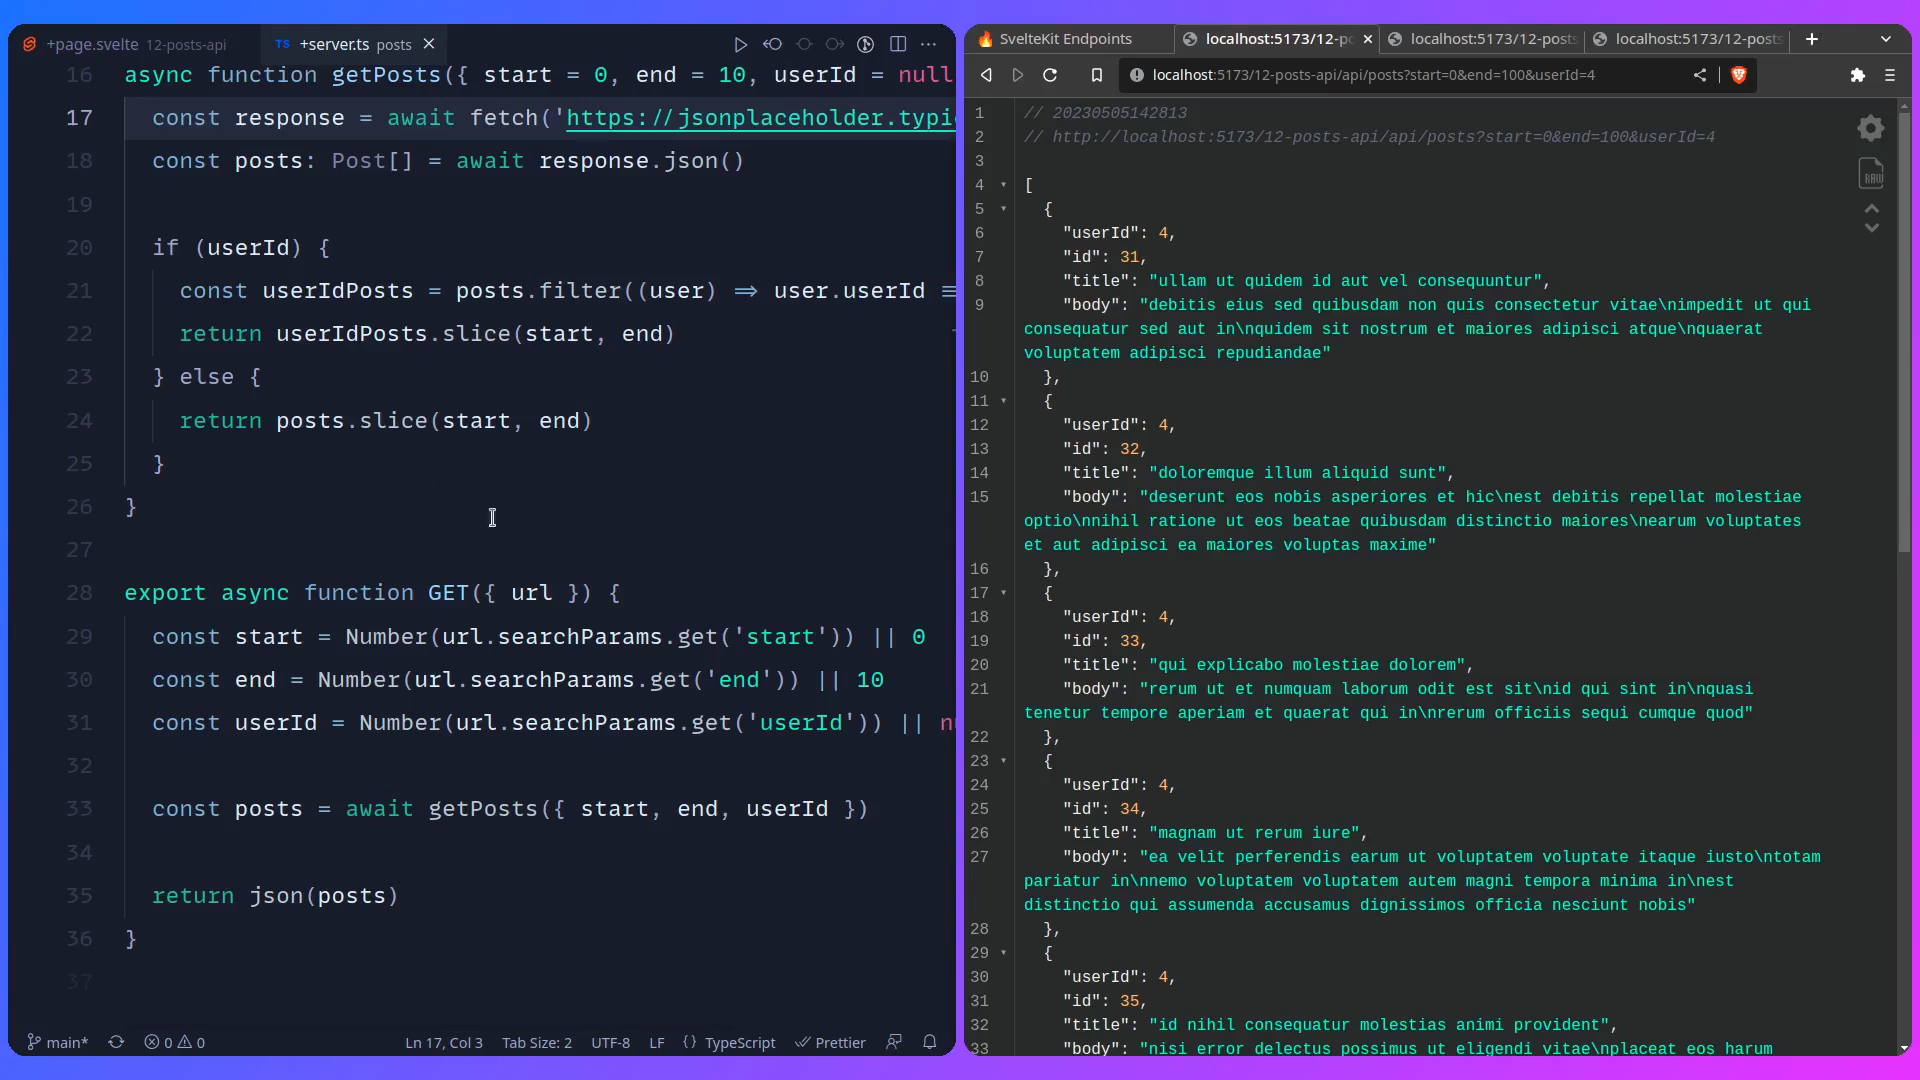 +page.svelte 12-posts-api
TS +server.ts posts
16 async function getPosts({ start = 0, end = 10, userId = null
17 const response = await fetch('https://jsonplaceholder.typic
18 const posts: Post[] = await response.json()
19
20 if (userId) {
21 const userIdPosts = posts.filter((user) => user.userId ===
22 return userIdPosts.slice(start, end)
23 } else {
24 return posts.slice(start, end)
25 }
26 }
27
28 export async function GET({ url }) {
29 const start = Number(url.searchParams.get('start')) || 0
30 const end = Number(url.searchParams.get('end')) || 10
31 const userId = Number(url.searchParams.get('userId')) || nu
32
33 const posts = await getPosts({ start, end, userId })
34
35 return json(posts)
36 }
37
main* 0 0 Ln 17, Col 3 Tab Size: 2 UTF-8 LF {} TypeScript Prettier
SvelteKit Endpoints localhost:5173/12-pc localhost:5173/12-posts localhost:5173/12-posts
localhost:5173/12-posts-api/api/posts?start=0&end=100&userId=4
RAW
1 // 20230505142813
2 // http://localhost:5173/12-posts-api/api/posts?start=0&end=100&userId=4
3
4 [
5 {
6 "userId": 4,
7 "id": 31,
8 "title": "ullam ut quidem id aut vel consequuntur",
9 "body": "debitis eius sed quibusdam non quis consectetur vitae\nimpedit ut qui
consequatur sed aut in\nquidem sit nostrum et maiores adipisci atque\nquaerat
voluptatem adipisci repudiandae"
10 },
11 {
12 "userId": 4,
13 "id": 32,
14 "title": "doloremque illum aliquid sunt",
15 "body": "deserunt eos nobis asperiores et hic\nest debitis repellat molestiae
optio\nnihil ratione ut eos beatae quibusdam distinctio maiores\nearum voluptates
et aut adipisci ea maiores voluptas maxime"
16 },
17 {
18 "userId": 4,
19 "id": 33,
20 "title": "qui explicabo molestiae dolorem",
21 "body": "rerum ut et numquam laborum odit est sit\nid qui sint in\nquasi
tenetur tempore aperiam et quaerat qui in\nrerum officiis sequi cumque quod"
22 },
23 {
24 "userId": 4,
25 "id": 34,
26 "title": "magnam ut rerum iure",
27 "body": "ea velit perferendis earum ut voluptatem voluptate itaque iusto\ntotam
pariatur in\nnemo voluptatem voluptatem autem magni tempora minima in\nest
distinctio qui assumenda accusamus dignissimos officia nesciunt nobis"
28 },
29 {
30 "userId": 4,
31 "id": 35,
32 "title": "id nihil consequatur molestias animi provident",
33 "body": "nisi error delectus possimus ut eligendi vitae\nplaceat eos harum